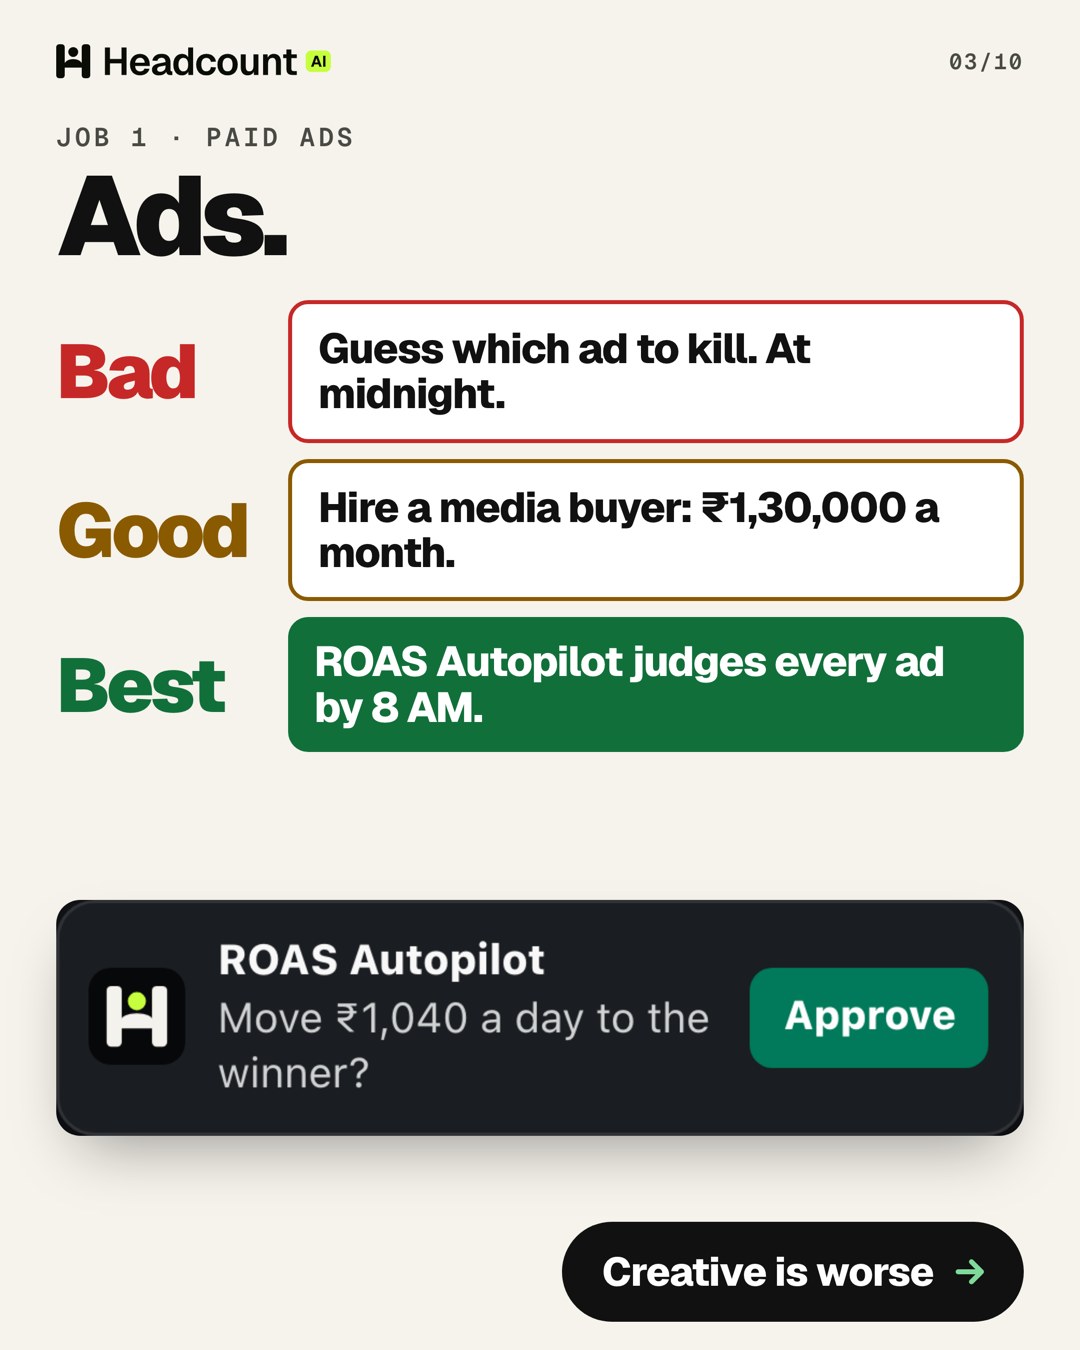 Headcount AI
03/10
JOB 1 · PAID ADS
Ads.
Bad
Guess which ad to kill. At
midnight.
Good
Hire a media buyer: ₹1,30,000 a
month.
Best
ROAS Autopilot judges every ad
by 8 AM.
ROAS Autopilot
Move ₹1,040 a day to the
winner?
Approve
Creative is worse →